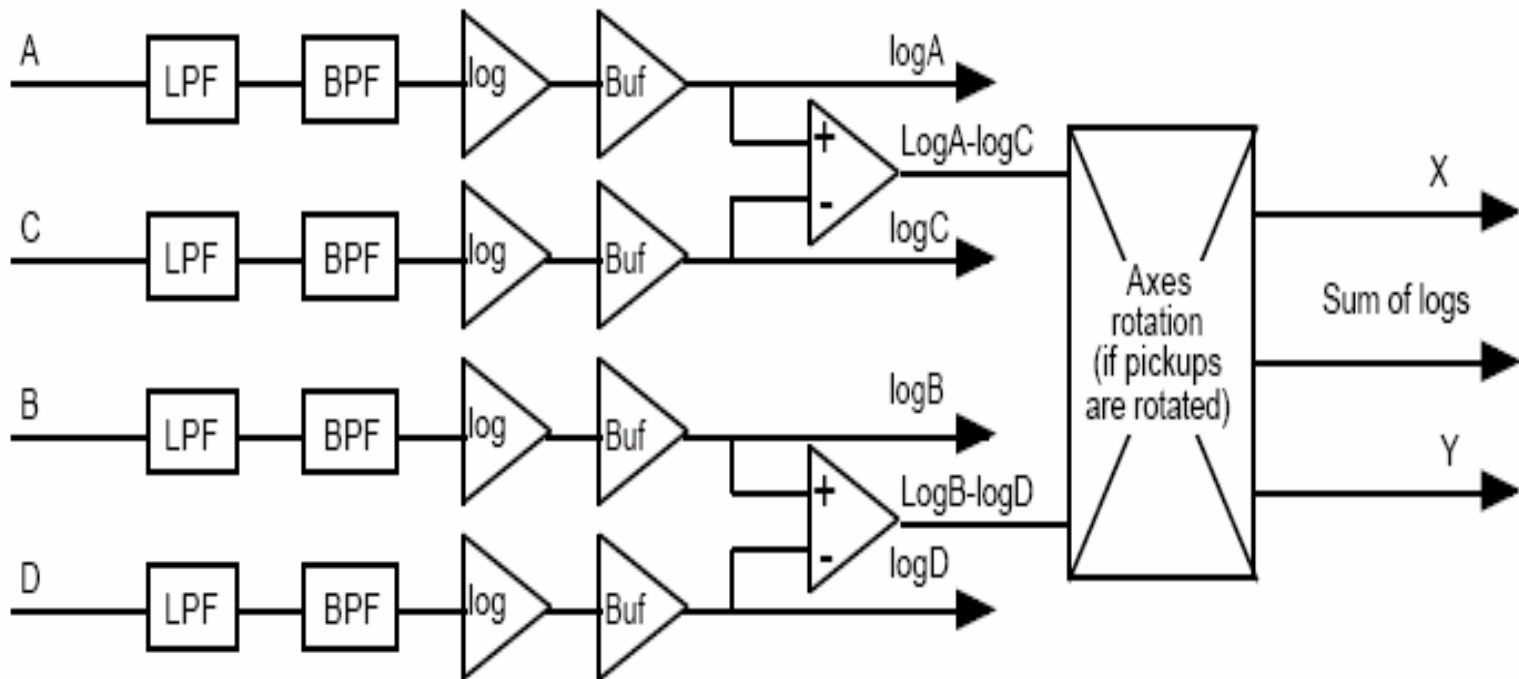 A
LPF
BPF
log
Buf
logA
+
-
LogA-logC
C
LPF
BPF
log
Buf
logC
B
LPF
BPF
log
Buf
logB
+
-
LogB-logD
D
LPF
BPF
log
Buf
logD
Axes
rotation
(if pickups
are rotated)
X
Sum of logs
Y